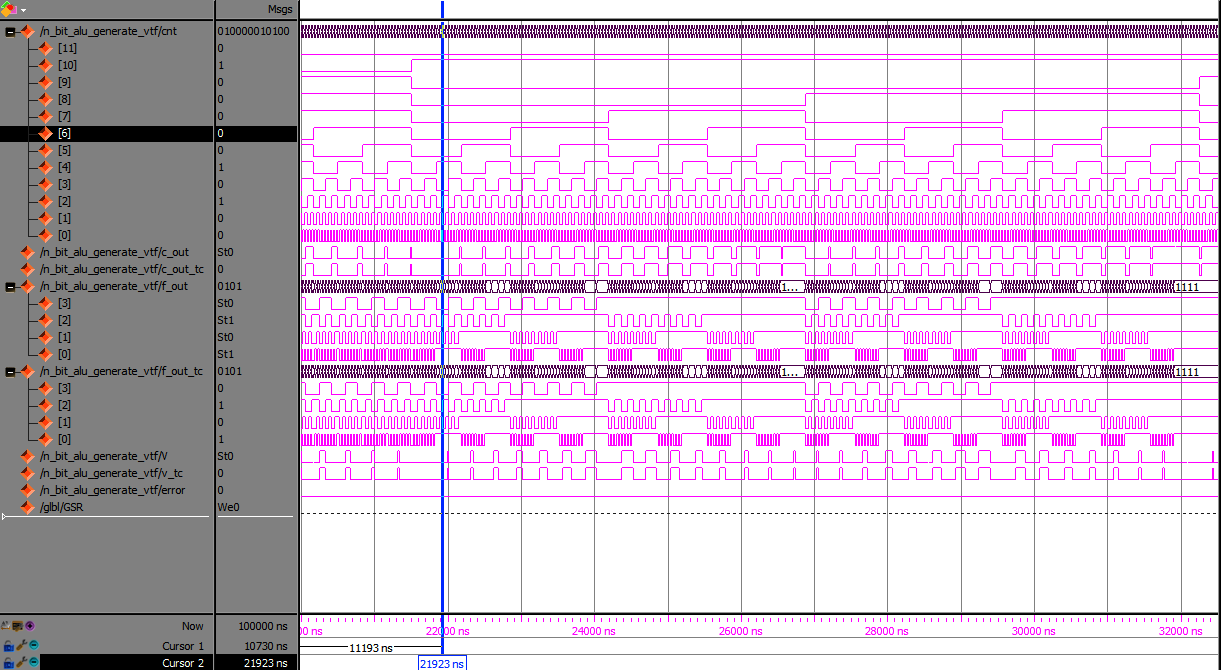 Msgs
/n_bit_alu_generate_vtf/cnt 010000010100
[11] 0
[10] 1
[9] 0
[8] 0
[7] 0
[6] 0
[5] 0
[4] 1
[3] 0
[2] 1
[1] 0
[0] 0
/n_bit_alu_generate_vtf/c_out St0
/n_bit_alu_generate_vtf/c_out_tc 0
/n_bit_alu_generate_vtf/f_out 0101 1... 1111
[3] St0
[2] St1
[1] St0
[0] St1
/n_bit_alu_generate_vtf/f_out_tc 0101 1... 1111
[3] 0
[2] 1
[1] 0
[0] 1
/n_bit_alu_generate_vtf/V St0
/n_bit_alu_generate_vtf/v_tc 0
/n_bit_alu_generate_vtf/error 0
/glbl/GSR We0
Now 100000 ns 00 ns 22000 ns 24000 ns 26000 ns 28000 ns 30000 ns 32000 ns
Cursor 1 10730 ns 11193 ns
Cursor 2 21923 ns 21923 ns